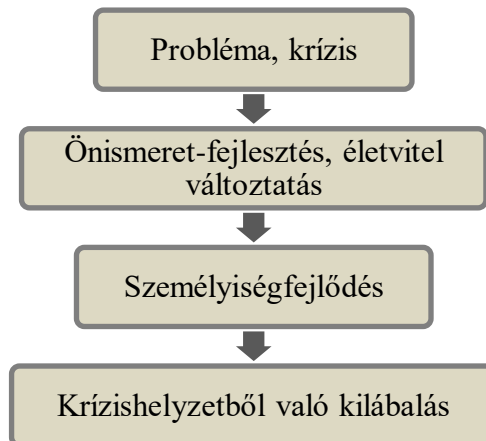 Probléma, krízis
Önismeret-fejlesztés, életvitel
változtatás
Személyiségfejlődés
Krízishelyzetből való kilábalás